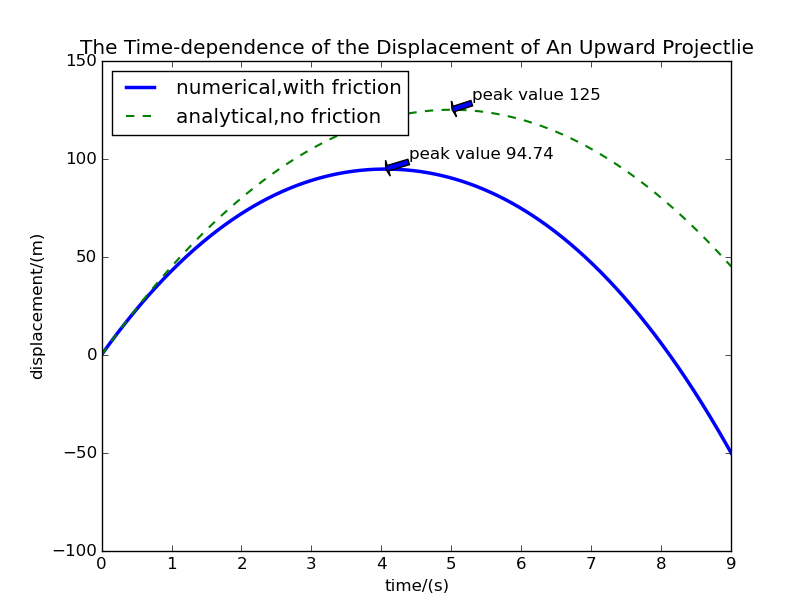 The Time-dependence of the Displacement of An Upward Projectlie
150
100
50
0
−50
−100
displacement/(m)
numerical,with friction
analytical,no friction
peak value 125
peak value 94.74
0 1 2 3 4 5 6 7 8 9
time/(s)